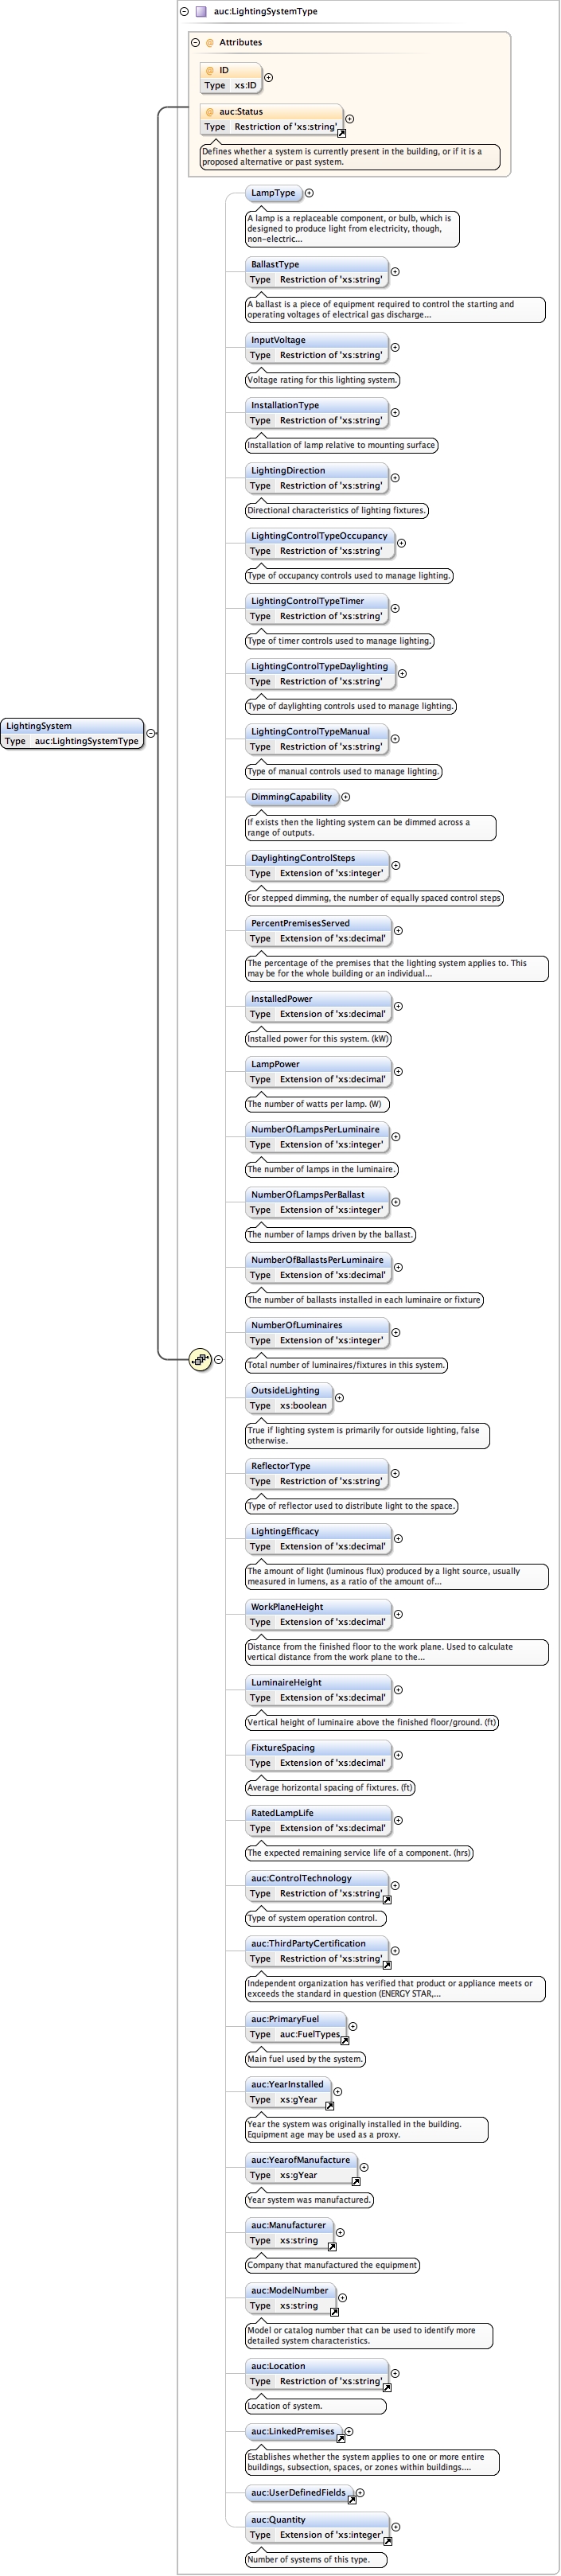 auc:LightingSystemType
@ Attributes
@ ID
Type xs:ID
@ auc:Status
Type Restriction of 'xs:string'
Defines whether a system is currently present in the building, or if it is a
proposed alternative or past system.
LampType
A lamp is a replaceable component, or bulb, which is
designed to produce light from electricity, though,
non-electric...
BallastType
Type Restriction of 'xs:string'
A ballast is a piece of equipment required to control the starting and
operating voltages of electrical gas discharge...
InputVoltage
Type Restriction of 'xs:string'
Voltage rating for this lighting system.
InstallationType
Type Restriction of 'xs:string'
Installation of lamp relative to mounting surface
LightingDirection
Type Restriction of 'xs:string'
Directional characteristics of lighting fixtures.
LightingControlTypeOccupancy
Type Restriction of 'xs:string'
Type of occupancy controls used to manage lighting.
LightingControlTypeTimer
Type Restriction of 'xs:string'
Type of timer controls used to manage lighting.
LightingControlTypeDaylighting
Type Restriction of 'xs:string'
Type of daylighting controls used to manage lighting.
LightingSystem
Type auc:LightingSystemType
LightingControlTypeManual
Type Restriction of 'xs:string'
Type of manual controls used to manage lighting.
DimmingCapability
If exists then the lighting system can be dimmed across a
range of outputs.
DaylightingControlSteps
Type Extension of 'xs:integer'
For stepped dimming, the number of equally spaced control steps
PercentPremisesServed
Type Extension of 'xs:decimal'
The percentage of the premises that the lighting system applies to. This
may be for the whole building or an individual...
InstalledPower
Type Extension of 'xs:decimal'
Installed power for this system. (kW)
LampPower
Type Extension of 'xs:decimal'
The number of watts per lamp. (W)
NumberOfLampsPerLuminaire
Type Extension of 'xs:integer'
The number of lamps in the luminaire.
NumberOfLampsPerBallast
Type Extension of 'xs:integer'
The number of lamps driven by the ballast.
NumberOfBallastsPerLuminaire
Type Extension of 'xs:decimal'
The number of ballasts installed in each luminaire or fixture
NumberOfLuminaires
Type Extension of 'xs:integer'
Total number of luminaires/fixtures in this system.
OutsideLighting
Type xs:boolean
True if lighting system is primarily for outside lighting, false
otherwise.
ReflectorType
Type Restriction of 'xs:string'
Type of reflector used to distribute light to the space.
LightingEfficacy
Type Extension of 'xs:decimal'
The amount of light (luminous flux) produced by a light source, usually
measured in lumens, as a ratio of the amount of...
WorkPlaneHeight
Type Extension of 'xs:decimal'
Distance from the finished floor to the work plane. Used to calculate
vertical distance from the work plane to the...
LuminaireHeight
Type Extension of 'xs:decimal'
Vertical height of luminaire above the finished floor/ground. (ft)
FixtureSpacing
Type Extension of 'xs:decimal'
Average horizontal spacing of fixtures. (ft)
RatedLampLife
Type Extension of 'xs:decimal'
The expected remaining service life of a component. (hrs)
auc:ControlTechnology
Type Restriction of 'xs:string'
Type of system operation control.
auc:ThirdPartyCertification
Type Restriction of 'xs:string'
Independent organization has verified that product or appliance meets or
exceeds the standard in question (ENERGY STAR,...
auc:PrimaryFuel
Type auc:FuelTypes
Main fuel used by the system.
auc:YearInstalled
Type xs:gYear
Year the system was originally installed in the building.
Equipment age may be used as a proxy.
auc:YearofManufacture
Type xs:gYear
Year system was manufactured.
auc:Manufacturer
Type xs:string
Company that manufactured the equipment
auc:ModelNumber
Type xs:string
Model or catalog number that can be used to identify more
detailed system characteristics.
auc:Location
Type Restriction of 'xs:string'
Location of system.
auc:LinkedPremises
Establishes whether the system applies to one or more entire
buildings, subsection, spaces, or zones within buildings....
auc:UserDefinedFields
auc:Quantity
Type Extension of 'xs:integer'
Number of systems of this type.